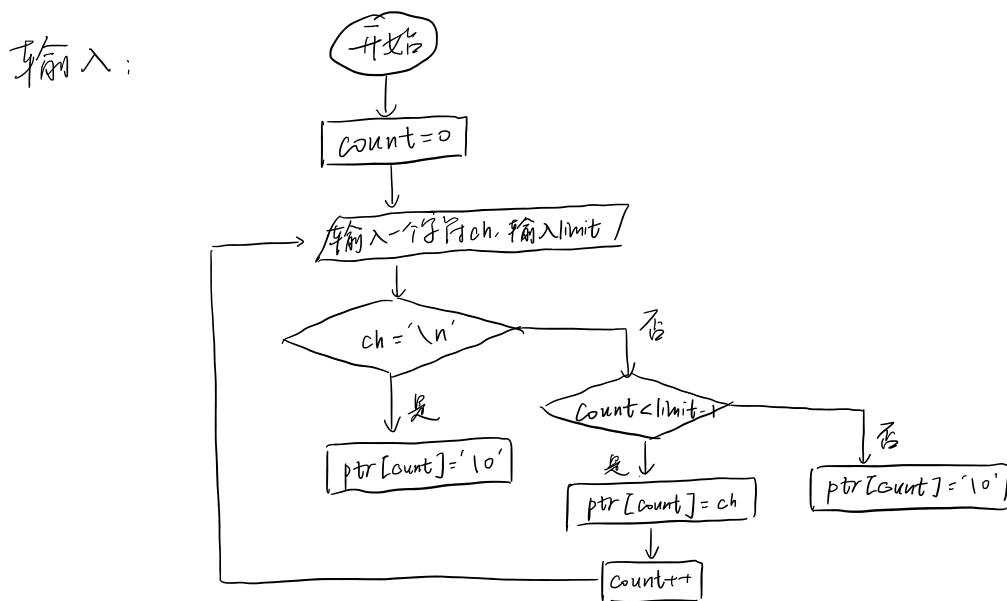 输入:
开始
count=0
输入一个字符ch.输入limit
ch='\n'
否
是
count<limit-1
否
是
ptr[count]='\0'
ptr[count]=ch
ptr[count]='\0'
count++